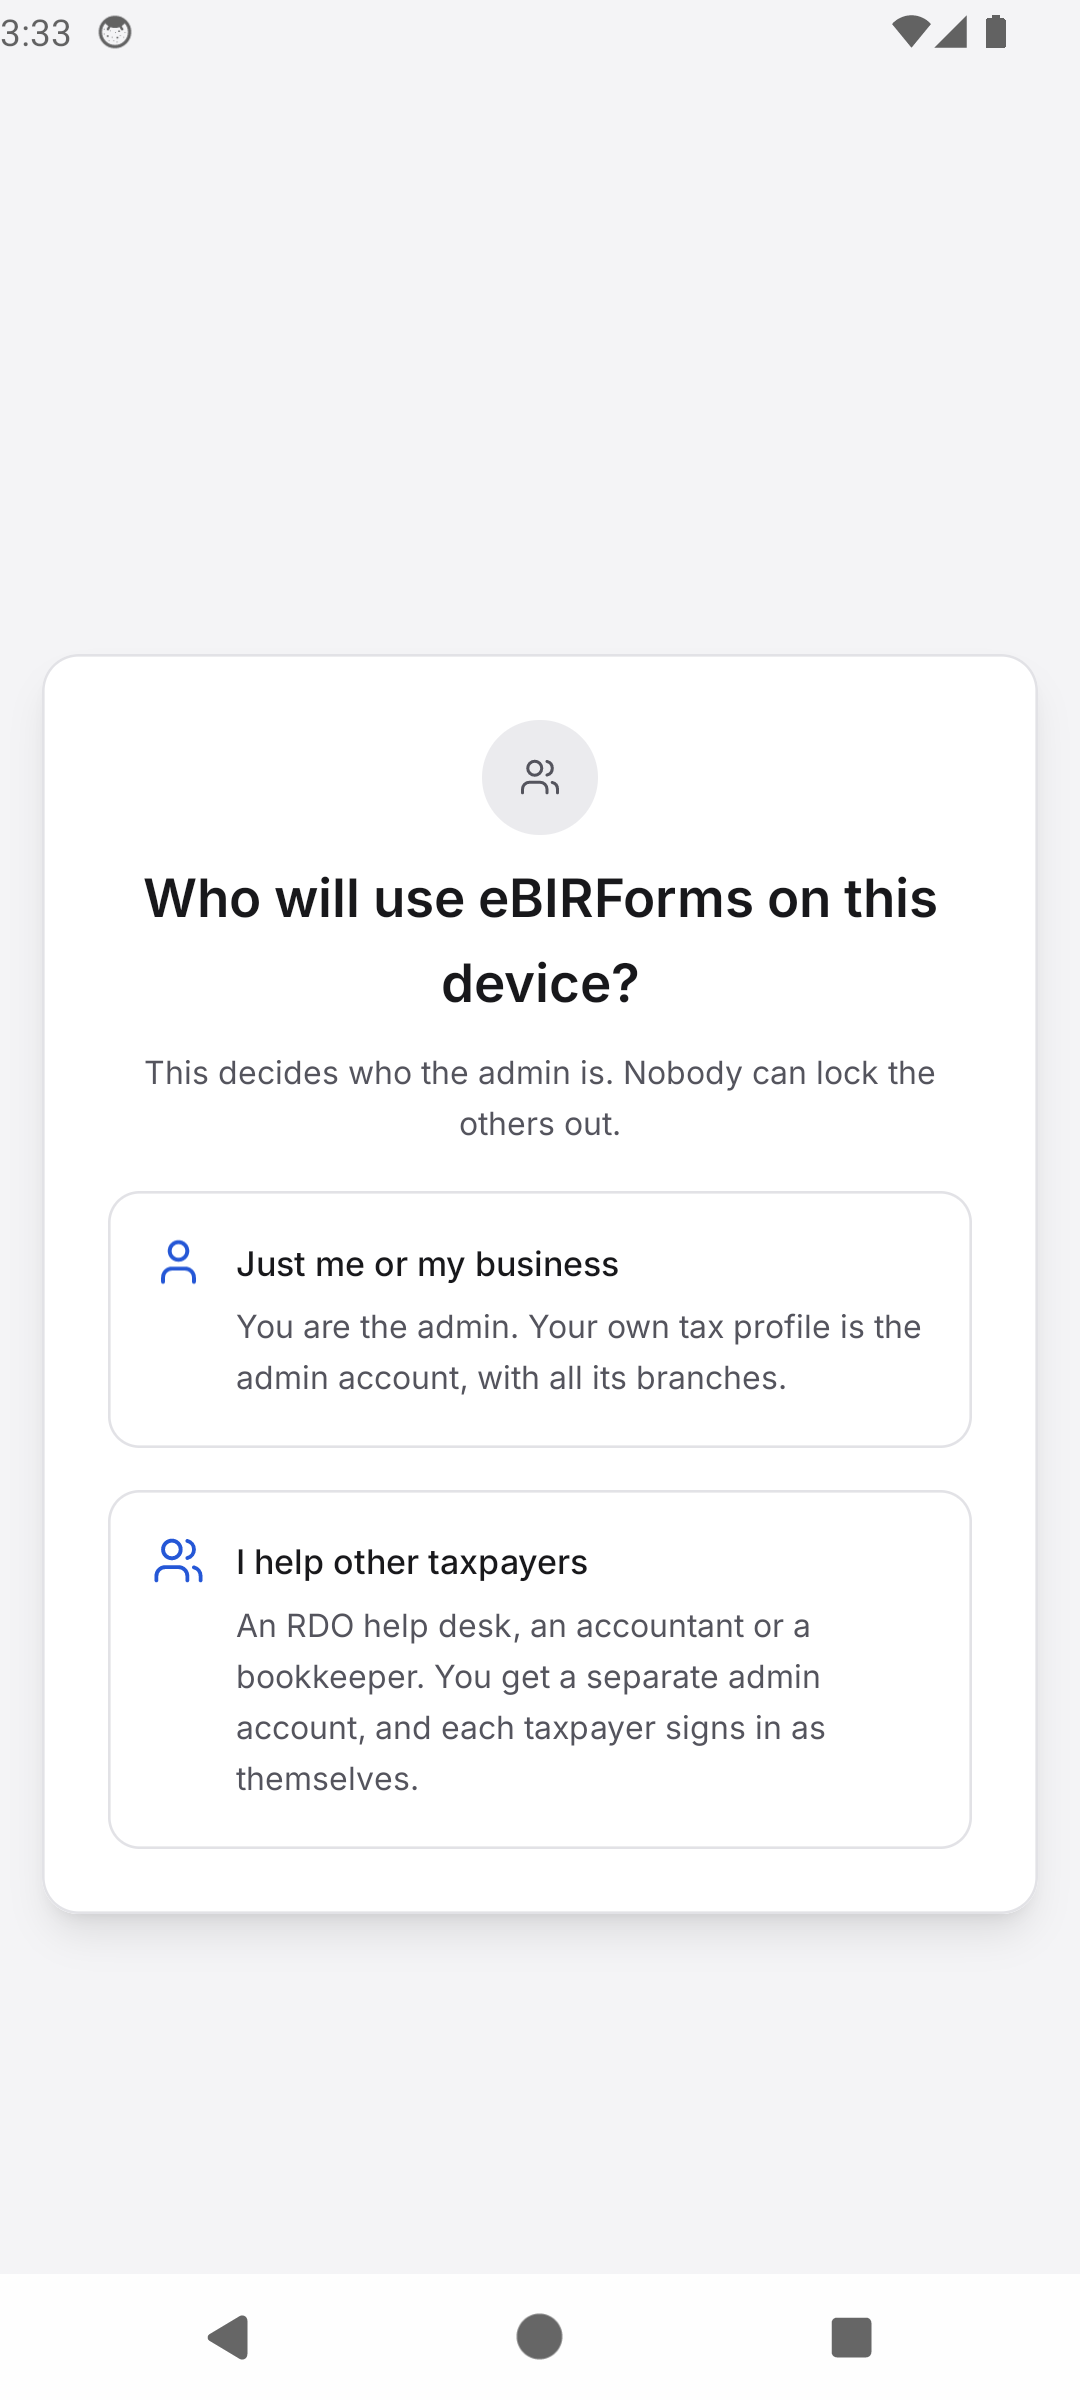 3:33
Who will use eBIRForms on this
device?
This decides who the admin is. Nobody can lock the
others out.
Just me or my business
You are the admin. Your own tax profile is the
admin account, with all its branches.
I help other taxpayers
An RDO help desk, an accountant or a
bookkeeper. You get a separate admin
account, and each taxpayer signs in as
themselves.